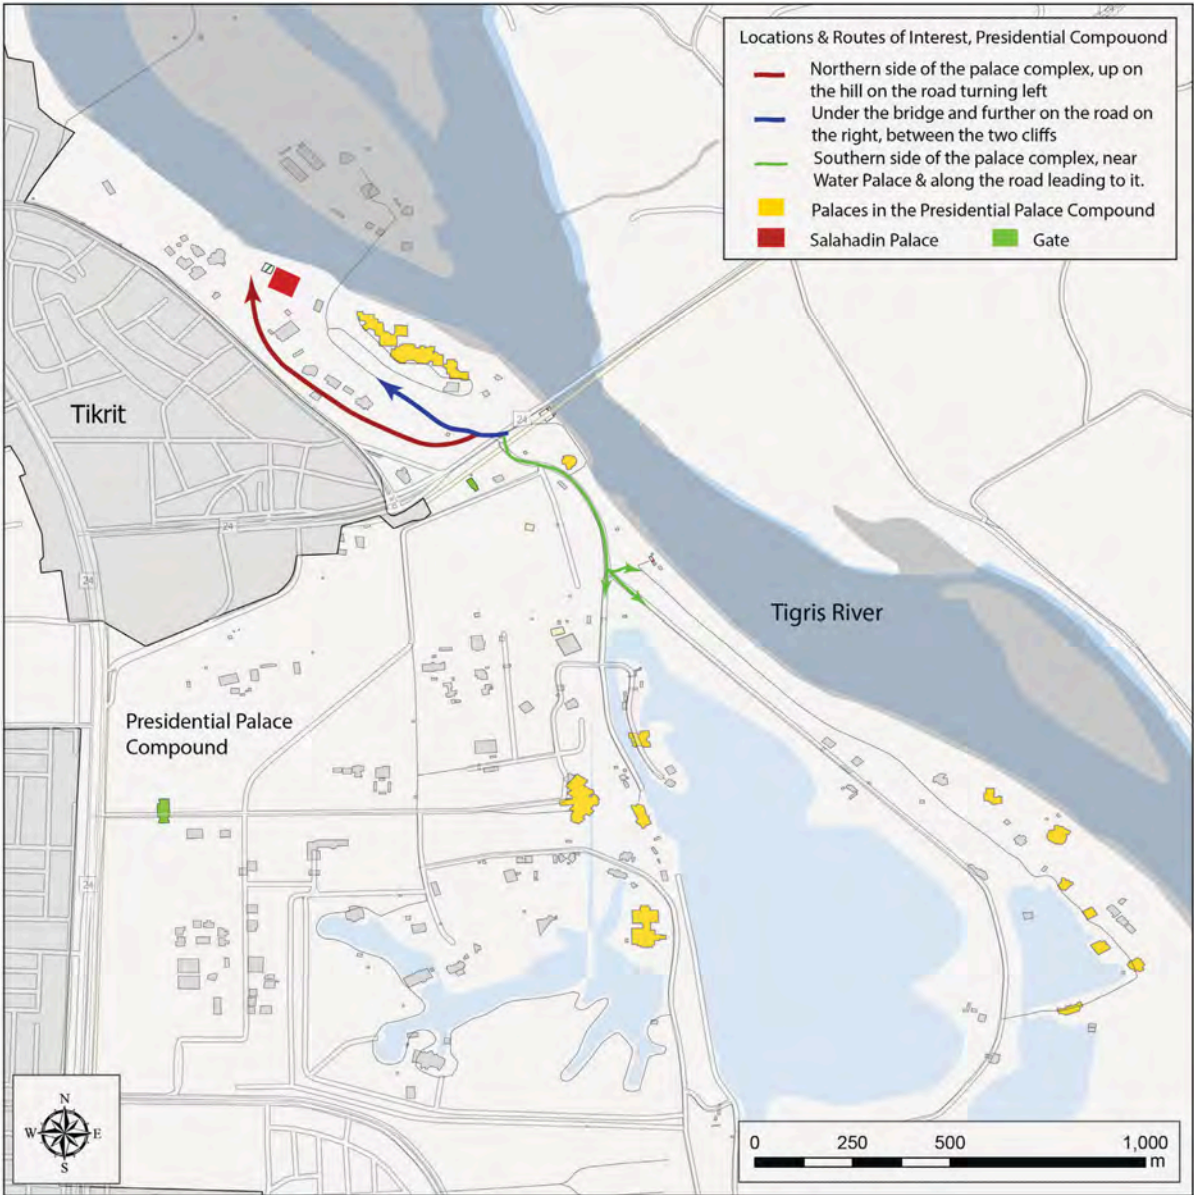 Locations & Routes of Interest, Presidential Compouond
Northern side of the palace complex, up on
the hill on the road turning left
Under the bridge and further on the road on
the right, between the two cliffs
Southern side of the palace complex, near
Water Palace & along the road leading to it.
Palaces in the Presidential Palace Compound
Salahadin Palace
Gate
Tikrit
24
24
24
Tigris River
Presidential Palace
Compound
24
N
W E
S
0 250 500 1,000
m